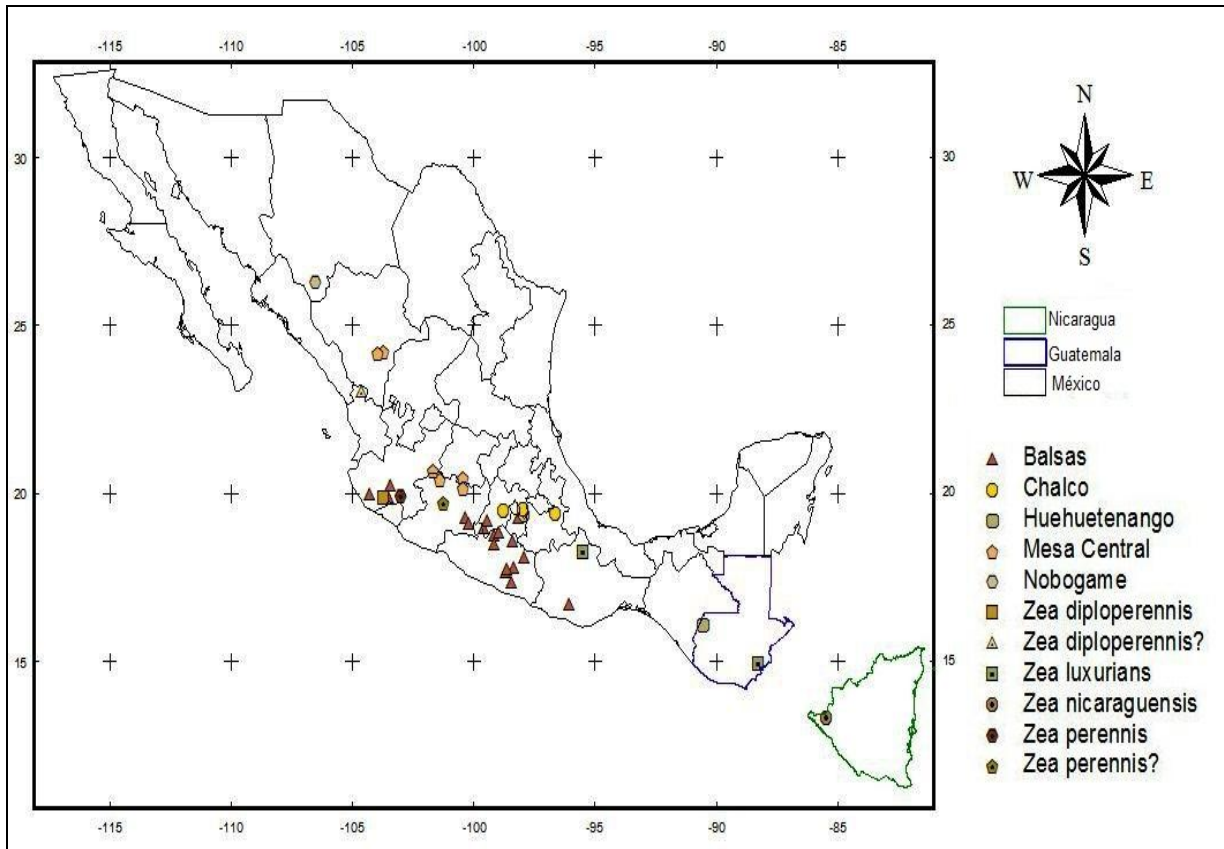 -115 -110 -105 -100 -95 -90 -85
N
W E
S
30 30
25 25
20 20
15 15
-115 -110 -105 -100 -95 -90 -85
Nicaragua
Guatemala
México
Balsas
Chalco
Huehuetenango
Mesa Central
Nobogame
Zea diploperennis
Zea diploperennis?
Zea luxurians
Zea nicaraguensis
Zea perennis
Zea perennis?